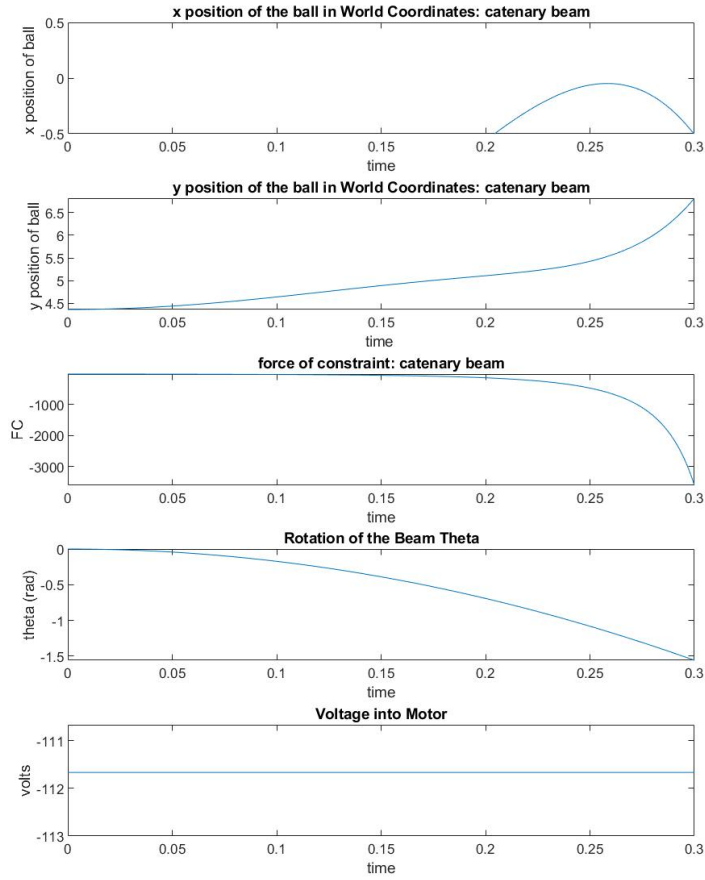 x position of the ball in World Coordinates: catenary beam
x position of ball
0.5
0
-0.5
0 0.05 0.1 0.15 0.2 0.25 0.3
time
y position of the ball in World Coordinates: catenary beam
y position of ball
6.5
6
5.5
5
4.5
0 0.05 0.1 0.15 0.2 0.25 0.3
time
force of constraint: catenary beam
FC
-1000
-2000
-3000
0 0.05 0.1 0.15 0.2 0.25 0.3
time
Rotation of the Beam Theta
theta (rad)
0
-0.5
-1
-1.5
0 0.05 0.1 0.15 0.2 0.25 0.3
time
Voltage into Motor
volts
-111
-112
-113
0 0.05 0.1 0.15 0.2 0.25 0.3
time